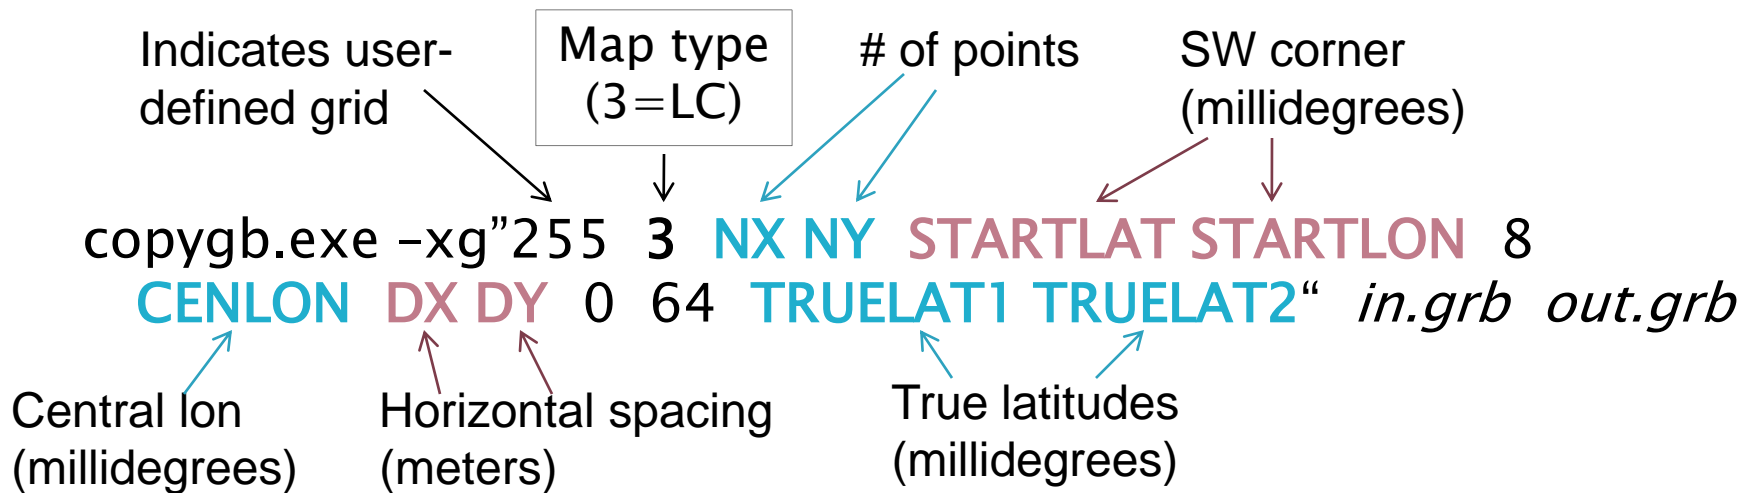 Indicates user-
defined grid
Map type
(3=LC)
# of points
SW corner
(millidegrees)
copygb.exe –xg”255 3 NX NY STARTLAT STARTLON 8
CENLON DX DY 0 64 TRUELAT1 TRUELAT2“ in.grb out.grb
Central lon
(millidegrees)
Horizontal spacing
(meters)
True latitudes
(millidegrees)